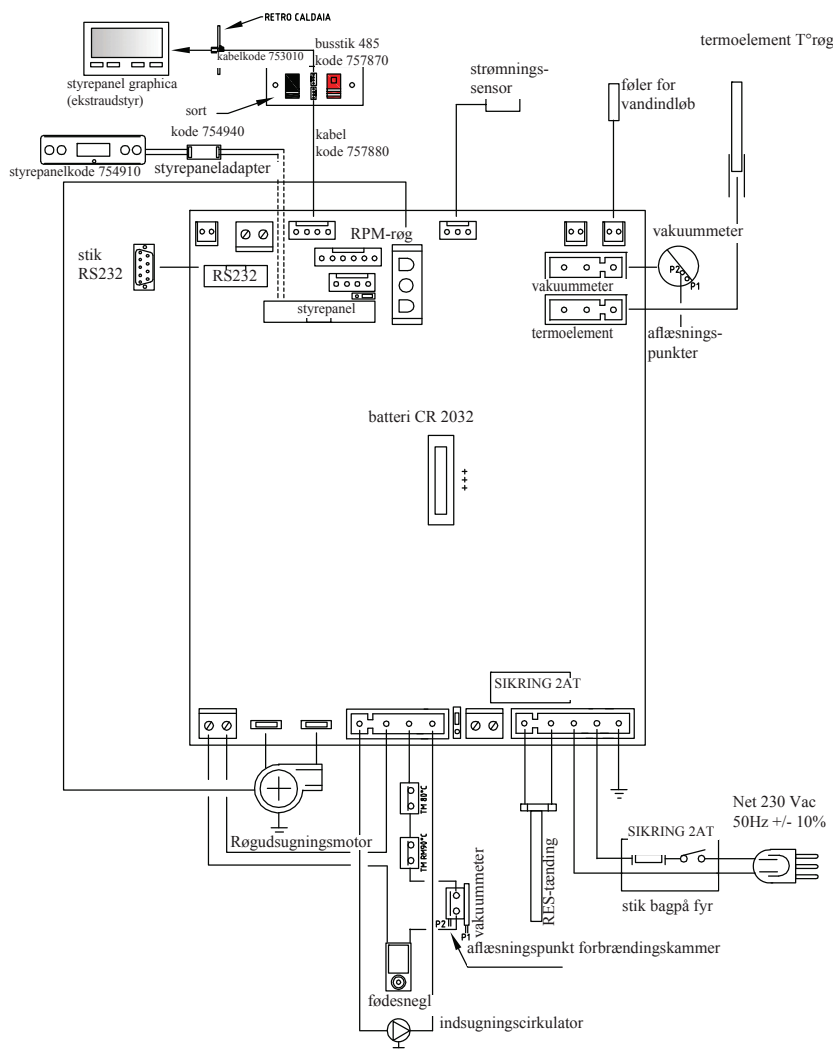 RETRO CALDAIA
kabelkode 753010
busstik 485
kode 757870
styrepanel graphica
(ekstraudstyr)
sort
termoelement T°røg
strømnings-
sensor
føler for
vandindløb
kode 754940
kabel
kode 757880
styrepanelkode 754910
styrepaneladapter
RPM-røg
vakuummeter
stik
RS232
RS232
P2
P1
vakuummeter
styrepanel
termoelement
aflæsnings-
punkter
batteri CR 2032
+++
SIKRING 2AT
TM 80°C
Røgudsugningsmotor
TM RM90°C
vakuummeter
P2
P1
RES-tænding
SIKRING 2AT
Net 230 Vac
50Hz +/- 10%
stik bagpå fyr
aflæsningspunkt forbrændingskammer
fødesnegl
indsugningscirkulator